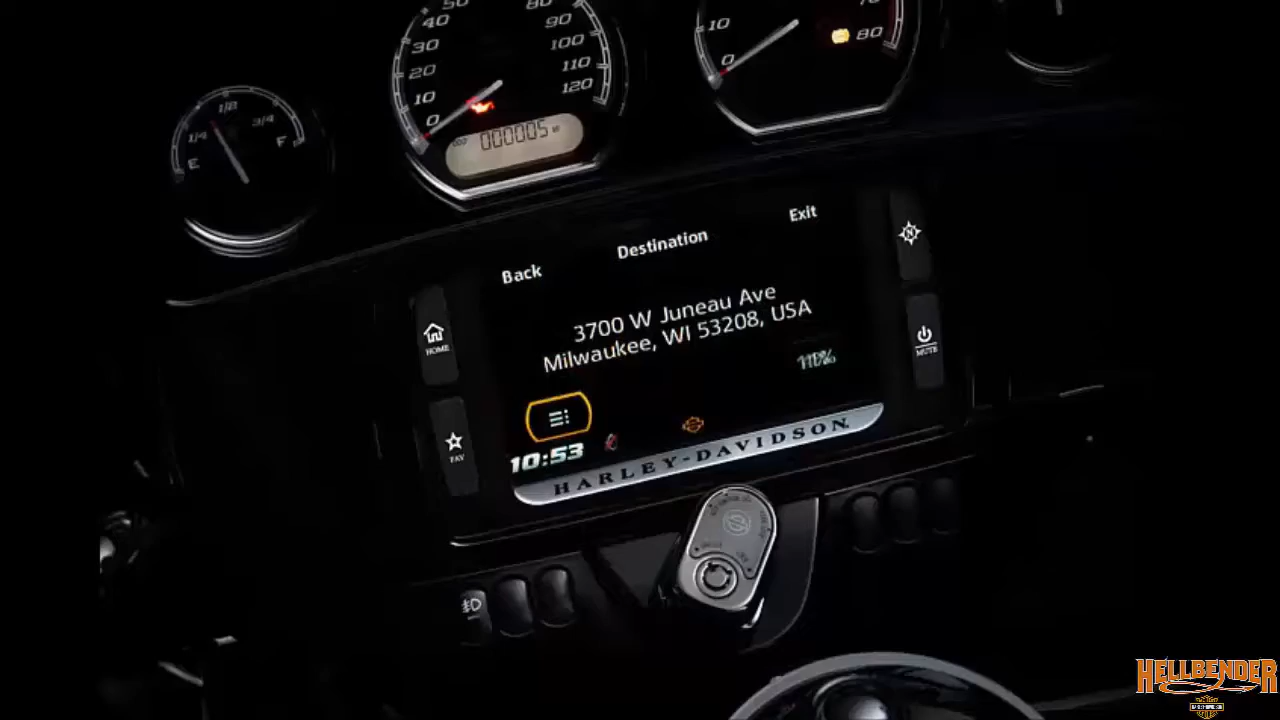 50
80
40
90
30
100
20
110
10
120
0
000005
1/4
1/2
3/4
E
F
10
70
0
80
Back
Destination
Exit
3700 W Juneau Ave
Milwaukee, WI 53208, USA
N
HOME
MUTE
FAV
10:53
HARLEY-DAVIDSON
HELLBENDER